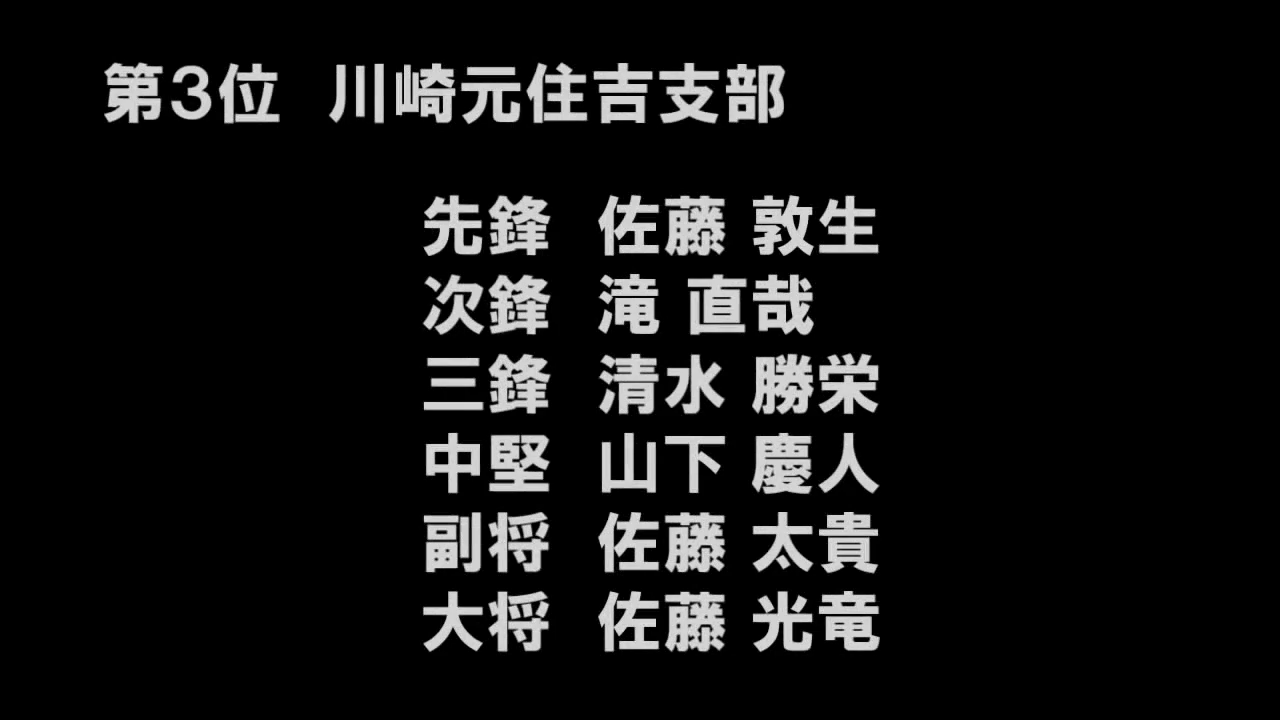 第3位 川崎元住吉支部
先鋒 佐藤 敦生
次鋒 滝 直哉
三鋒 清水 勝栄
中堅 山下 慶人
副将 佐藤 太貴
大将 佐藤 光竜